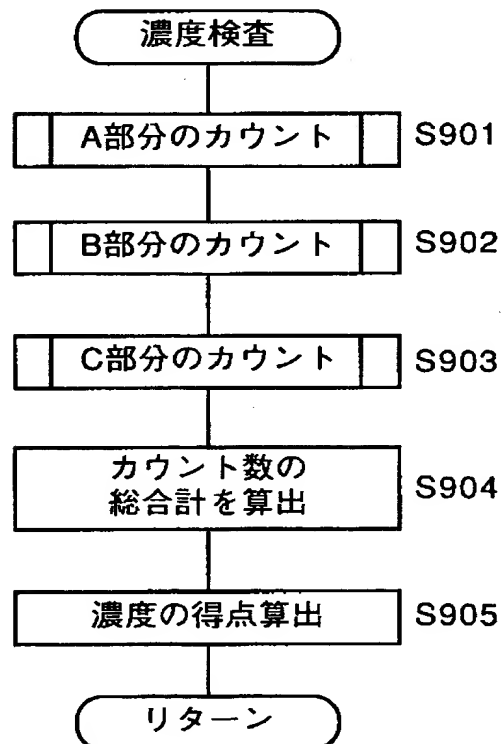 濃度検査
A部分のカウント S901
B部分のカウント S902
C部分のカウント S903
カウント数の
総合計を算出 S904
濃度の得点算出 S905
リターン